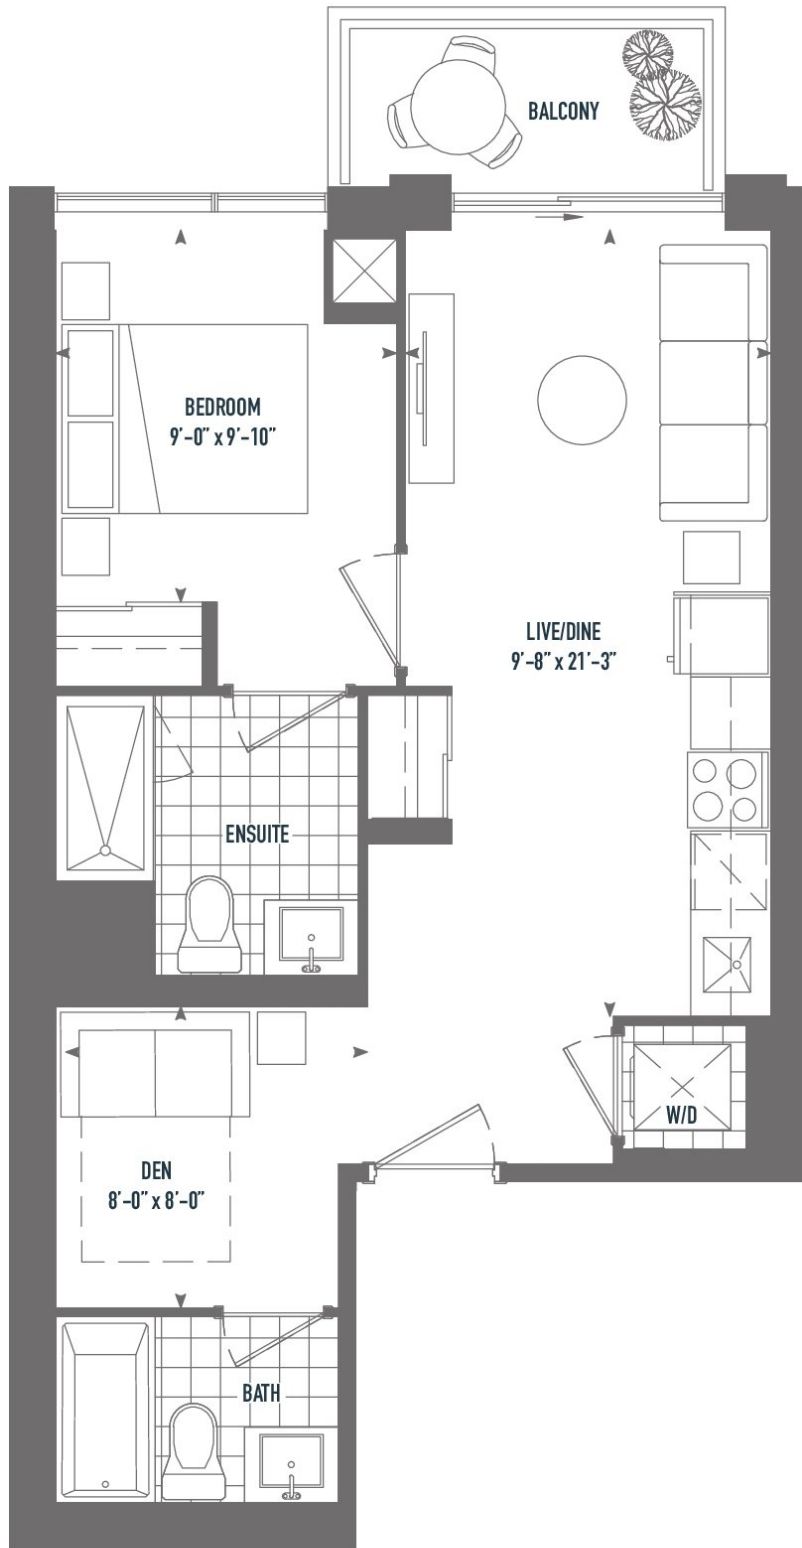 BALCONY
BEDROOM
9'-0" x 9'-10"
LIVE/DINE
9'-8" x 21'-3"
ENSUITE
W/D
DEN
8'-0" x 8'-0"
BATH